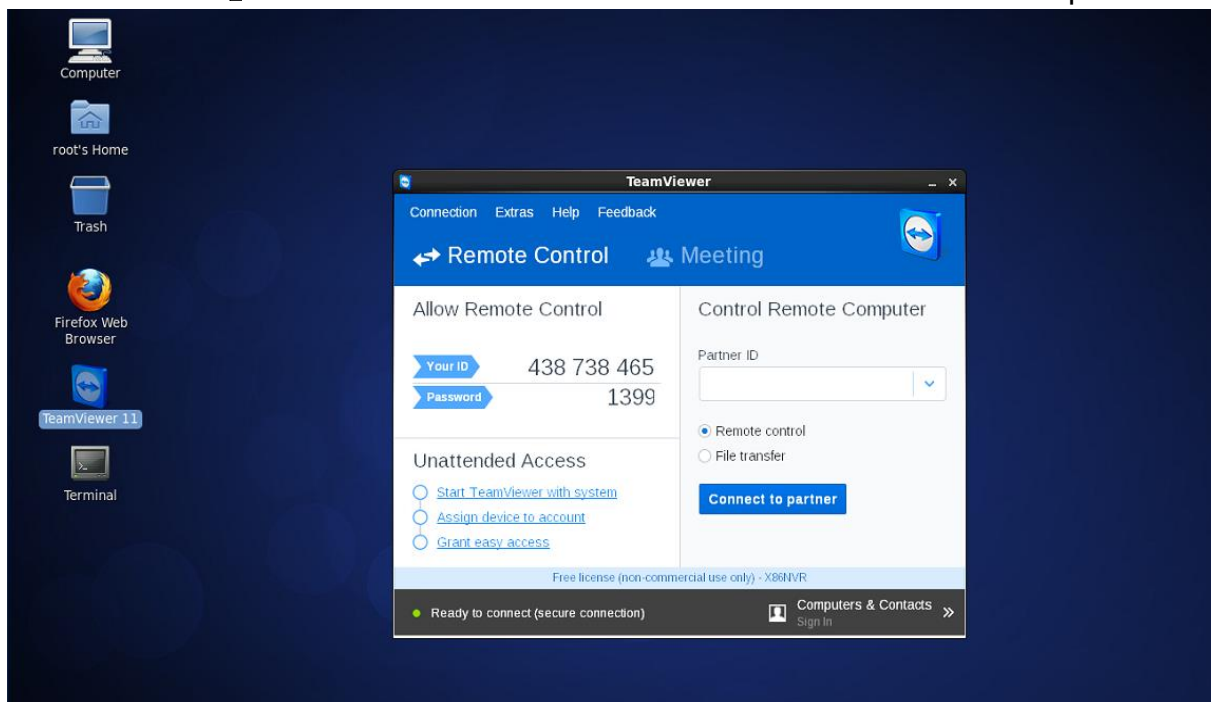 Computer
root's Home
Trash
Firefox Web
Browser
TeamViewer 11
Terminal
TeamViewer
Connection Extras Help Feedback
Remote Control Meeting
Allow Remote Control
Your ID 438 738 465
Password 1399
Unattended Access
Start TeamViewer with system
Assign device to account
Grant easy access
Control Remote Computer
Partner ID
Remote control
File transfer
Connect to partner
Free license (non-commercial use only) - X86NVR
Ready to connect (secure connection)
Computers & Contacts
Sign In